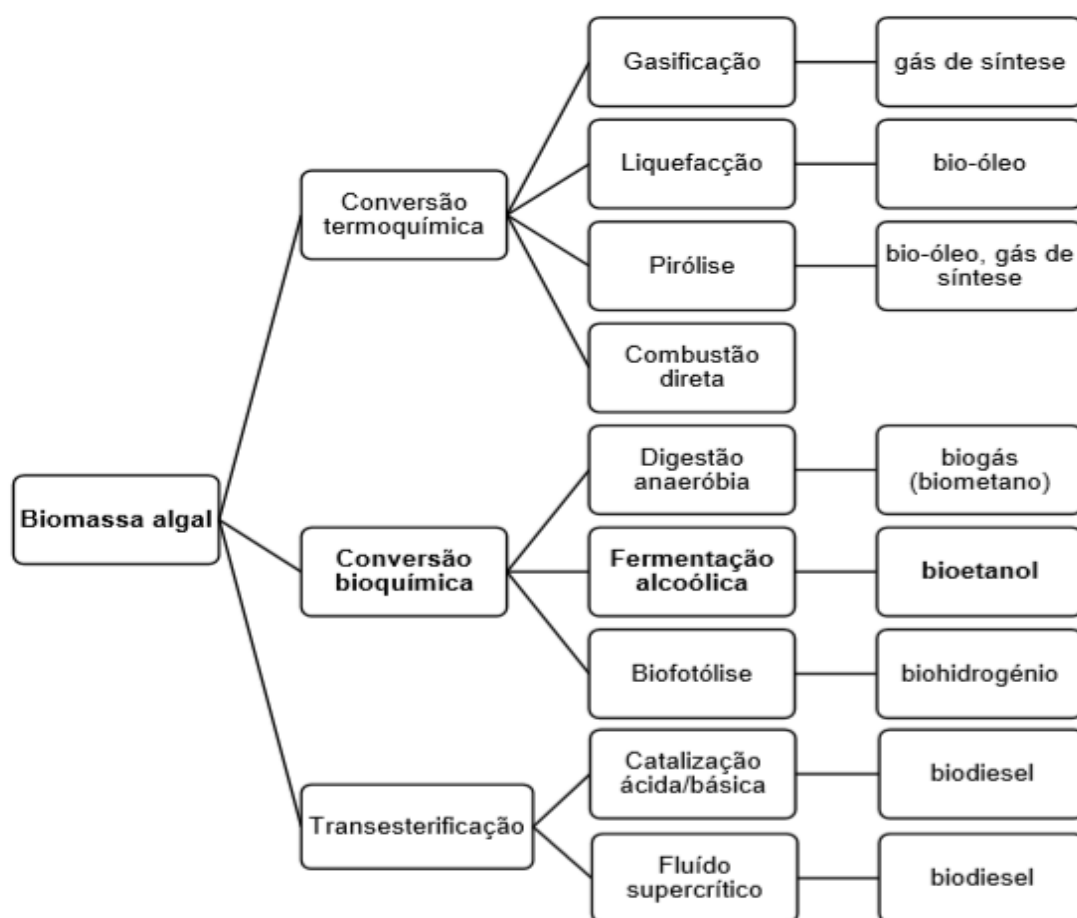 Gasificação
gás de síntese
Liquefacção
bio-óleo
Conversão
termoquímica
Pirólise
bio-óleo, gás de
síntese
Combustão
direta
Biomassa algal
Conversão
bioquímica
Digestão
anaeróbia
biogás
(biometano)
Fermentação
alcoólica
bioetanol
Biofotólise
biohidrogénio
Transesterificação
Catalização
ácida/básica
biodiesel
Fluído
supercrítico
biodiesel